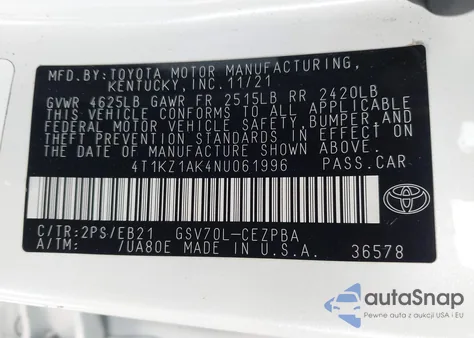 MFD.BY: TOYOTA MOTOR MANUFACTURING,
KENTUCKY, INC. 11/21
GVWR 4625LB GAWR FR 2515LB RR 2420LB
THIS VEHICLE CONFORMS TO ALL APPLICABLE
FEDERAL MOTOR VEHICLE SAFETY, BUMPER, AND
THEFT PREVENTION STANDARDS IN EFFECT ON
THE DATE OF MANUFACTURE SHOWN ABOVE.
4T1KZ1AK4NU061996 PASS.CAR
C/TR: 2PS/EB21 GSV70L-CEZPBA
A/TM: /UA80E MADE IN U.S.A. 36578
TOYOTA
autoSnap
Pewne auta z aukcji USA i EU